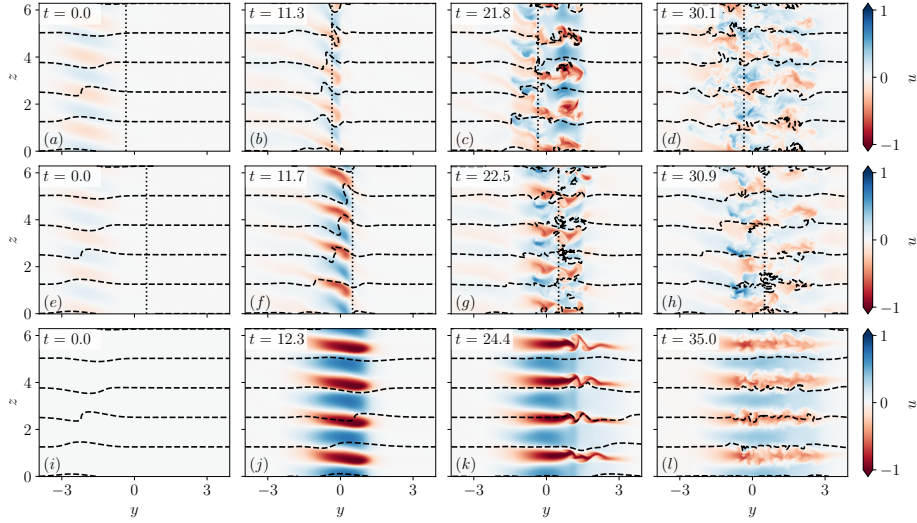 t = 0.0 t = 11.3 t = 21.8 t = 30.1
6 4 2 0
z
(a) (b) (c) (d)
1 0 −1
u
t = 0.0 t = 11.7 t = 22.5 t = 30.9
6 4 2 0
z
(e) (f) (g) (h)
1 0 −1
u
t = 0.0 t = 12.3 t = 24.4 t = 35.0
6 4 2 0
z
(i) (j) (k) (l)
1 0 −1
u
−3 0 3 −3 0 3 −3 0 3 −3 0 3
y y y y